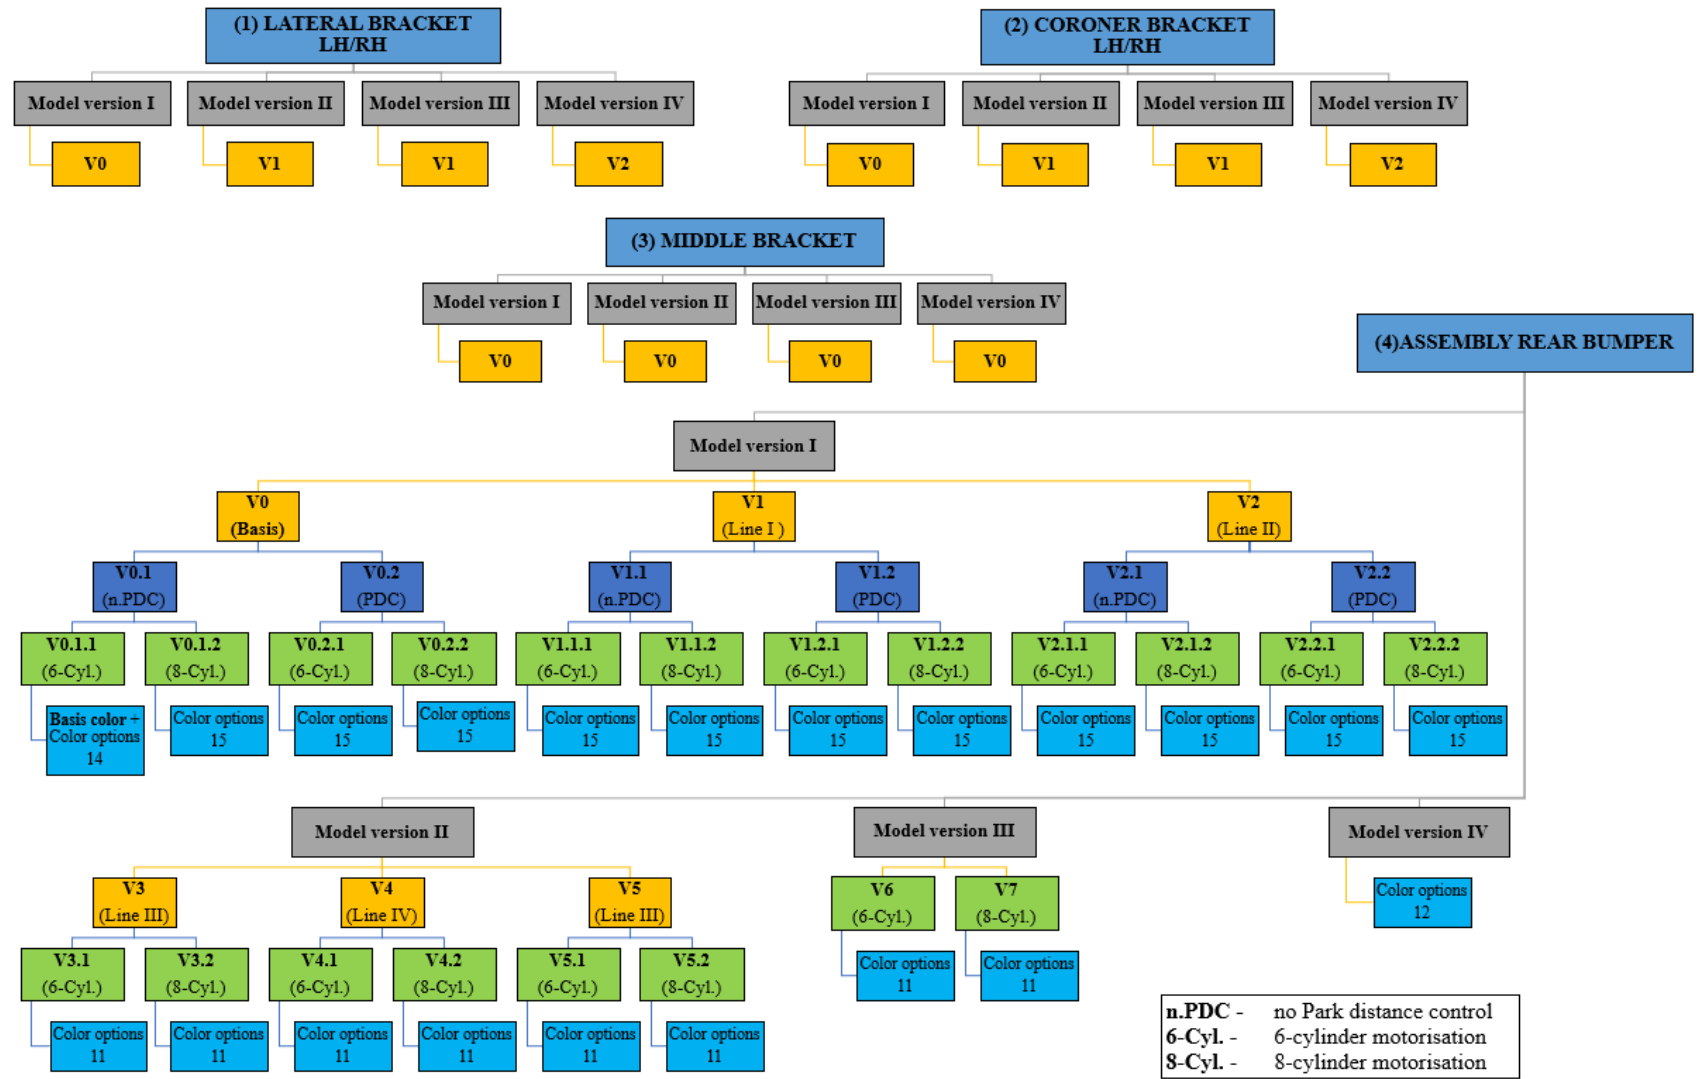 (1) LATERAL BRACKET
LH/RH
Model version I
Model version II
Model version III
Model version IV
V0
V1
V1
V2
(2) CORONER BRACKET
LH/RH
Model version I
Model version II
Model version III
Model version IV
V0
V1
V1
V2
(3) MIDDLE BRACKET
Model version I
Model version II
Model version III
Model version IV
V0
V0
V0
V0
(4)ASSEMBLY REAR BUMPER
Model version I
V0
(Basis)
V1
(Line I )
V2
(Line II)
V0.1
(n.PDC)
V0.2
(PDC)
V1.1
(n.PDC)
V1.2
(PDC)
V2.1
(n.PDC)
V2.2
(PDC)
V0.1.1
(6-Cyl.)
V0.1.2
(8-Cyl.)
V0.2.1
(6-Cyl.)
V0.2.2
(8-Cyl.)
V1.1.1
(6-Cyl.)
V1.1.2
(8-Cyl.)
V1.2.1
(6-Cyl.)
V1.2.2
(8-Cyl.)
V2.1.1
(6-Cyl.)
V2.1.2
(8-Cyl.)
V2.2.1
(6-Cyl.)
V2.2.2
(8-Cyl.)
Basis color +
Color options
14
Color options
15
Color options
15
Color options
15
Color options
15
Color options
15
Color options
15
Color options
15
Color options
15
Color options
15
Color options
15
Color options
15
Model version II
Model version III
Model version IV
V3
(Line III)
V4
(Line IV)
V5
(Line III)
V6
(6-Cyl.)
V7
(8-Cyl.)
Color options
12
V3.1
(6-Cyl.)
V3.2
(8-Cyl.)
V4.1
(6-Cyl.)
V4.2
(8-Cyl.)
V5.1
(6-Cyl.)
V5.2
(8-Cyl.)
Color options
11
Color options
11
Color options
11
Color options
11
Color options
11
Color options
11
Color options
11
Color options
11
n.PDC - no Park distance control
6-Cyl. - 6-cylinder motorisation
8-Cyl. - 8-cylinder motorisation